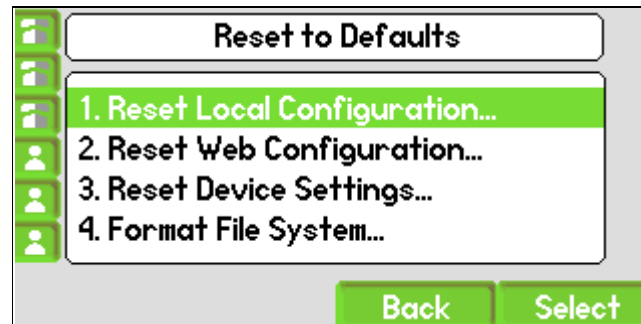 Reset to Defaults
1. Reset Local Configuration...
2. Reset Web Configuration...
3. Reset Device Settings...
4. Format File System...
Back Select